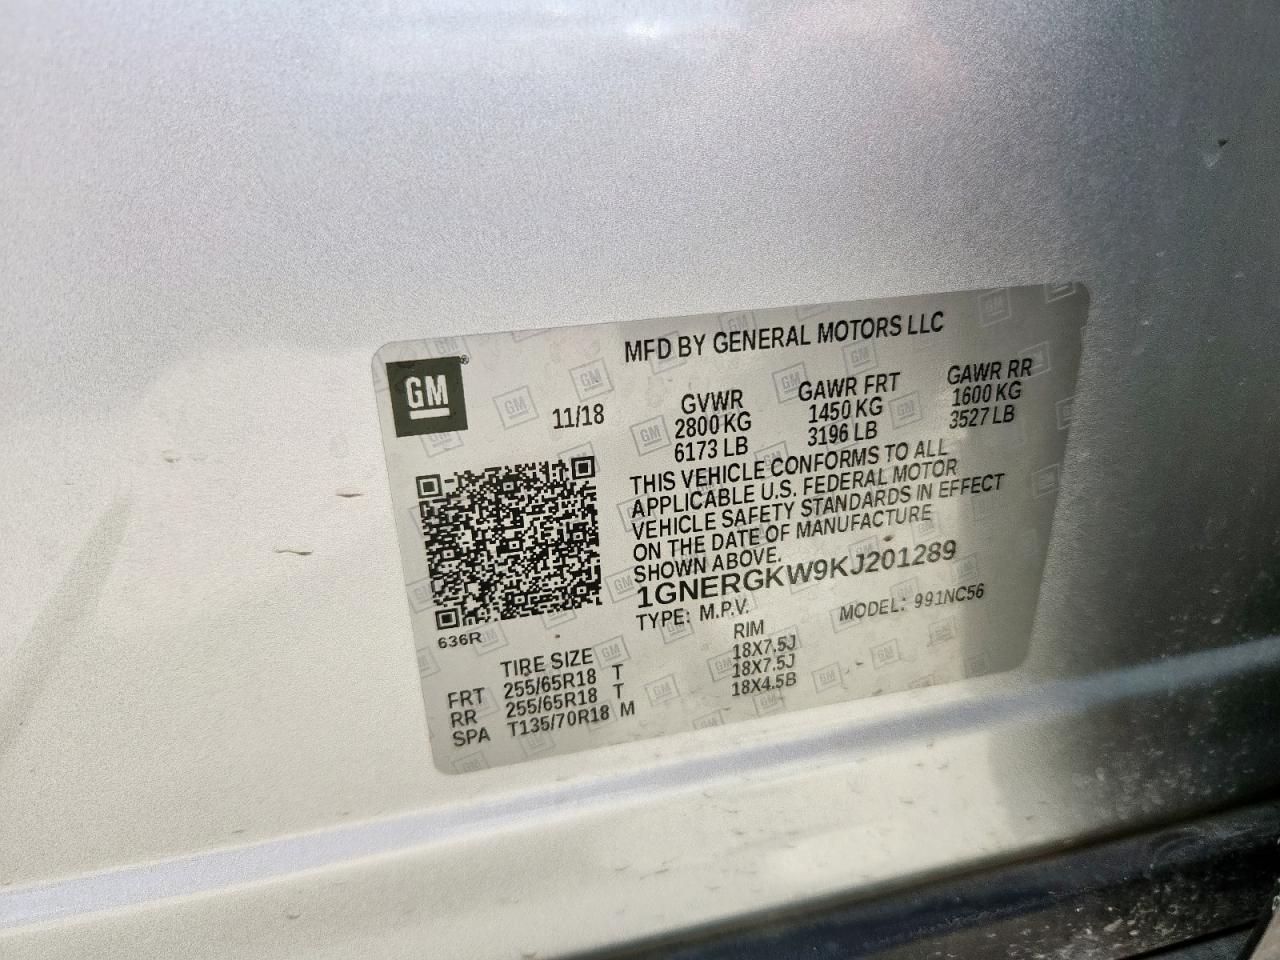 MFD BY GENERAL MOTORS LLC
GM
11/18
GVWR GAWR FRT GAWR RR
2800 KG 1450 KG 1600 KG
6173 LB 3196 LB 3527 LB
THIS VEHICLE CONFORMS TO ALL
APPLICABLE U.S. FEDERAL MOTOR
VEHICLE SAFETY STANDARDS IN EFFECT
ON THE DATE OF MANUFACTURE
SHOWN ABOVE.
1GNERGKW9KJ201289
TYPE: M.P.V. MODEL: 991NC56
636R
TIRE SIZE RIM
FRT 255/65R18 T 18X7.5J
RR 255/65R18 T 18X7.5J
SPA T135/70R18 M 18X4.5B